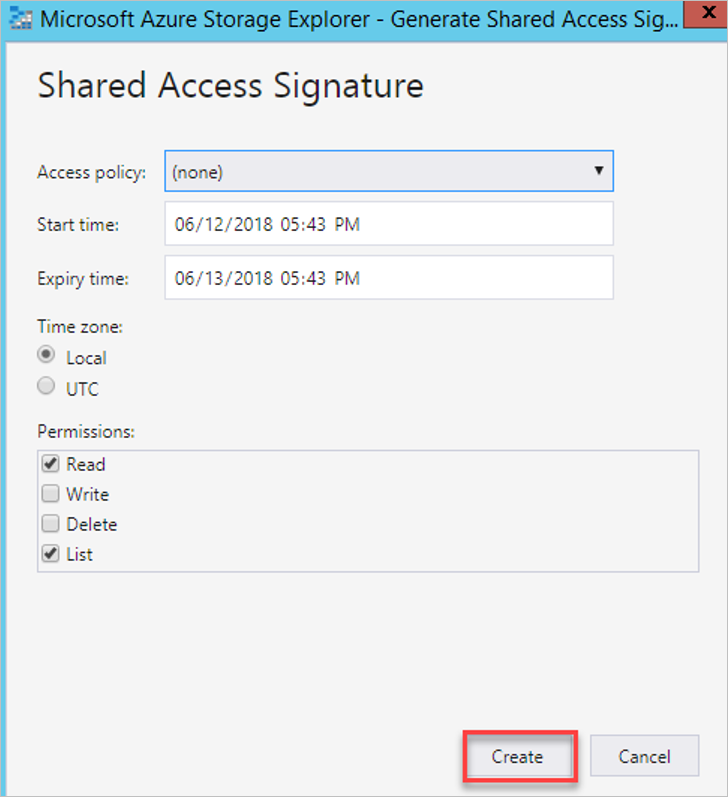 Microsoft Azure Storage Explorer - Generate Shared Access Sig...
Shared Access Signature
Access policy: (none)
Start time: 06/12/2018 05:43 PM
Expiry time: 06/13/2018 05:43 PM
Time zone:
Local
UTC
Permissions:
Read
Write
Delete
List
Create Cancel